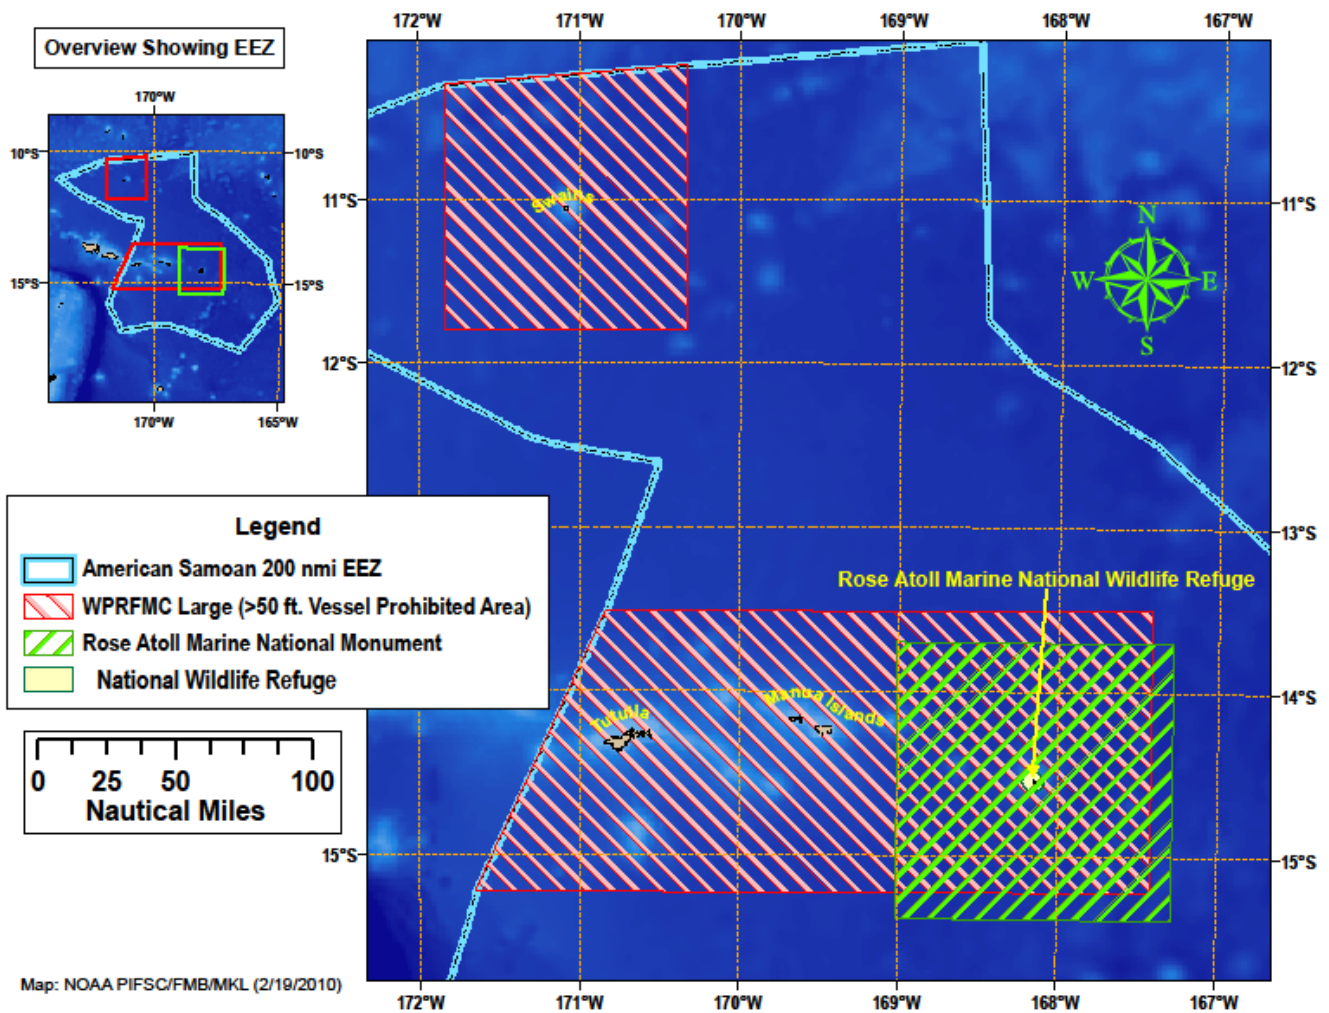 Overview Showing EEZ
170°W
10°S
10°S
15°S
15°S
170°W
165°W
172°W
171°W
170°W
169°W
168°W
167°W
Swains
11°S
11°S
N
W
E
S
12°S
12°S
13°S
Legend
American Samoan 200 nmi EEZ
WPRFMC Large (>50 ft. Vessel Prohibited Area)
Rose Atoll Marine National Monument
National Wildlife Refuge
Rose Atoll Marine National Wildlife Refuge
Tutuila
Manua Islands
14°S
0 25 50 100
Nautical Miles
15°S
15°S
Map: NOAA PIFSC/FMB/MKL (2/19/2010)
172°W
171°W
170°W
169°W
168°W
167°W